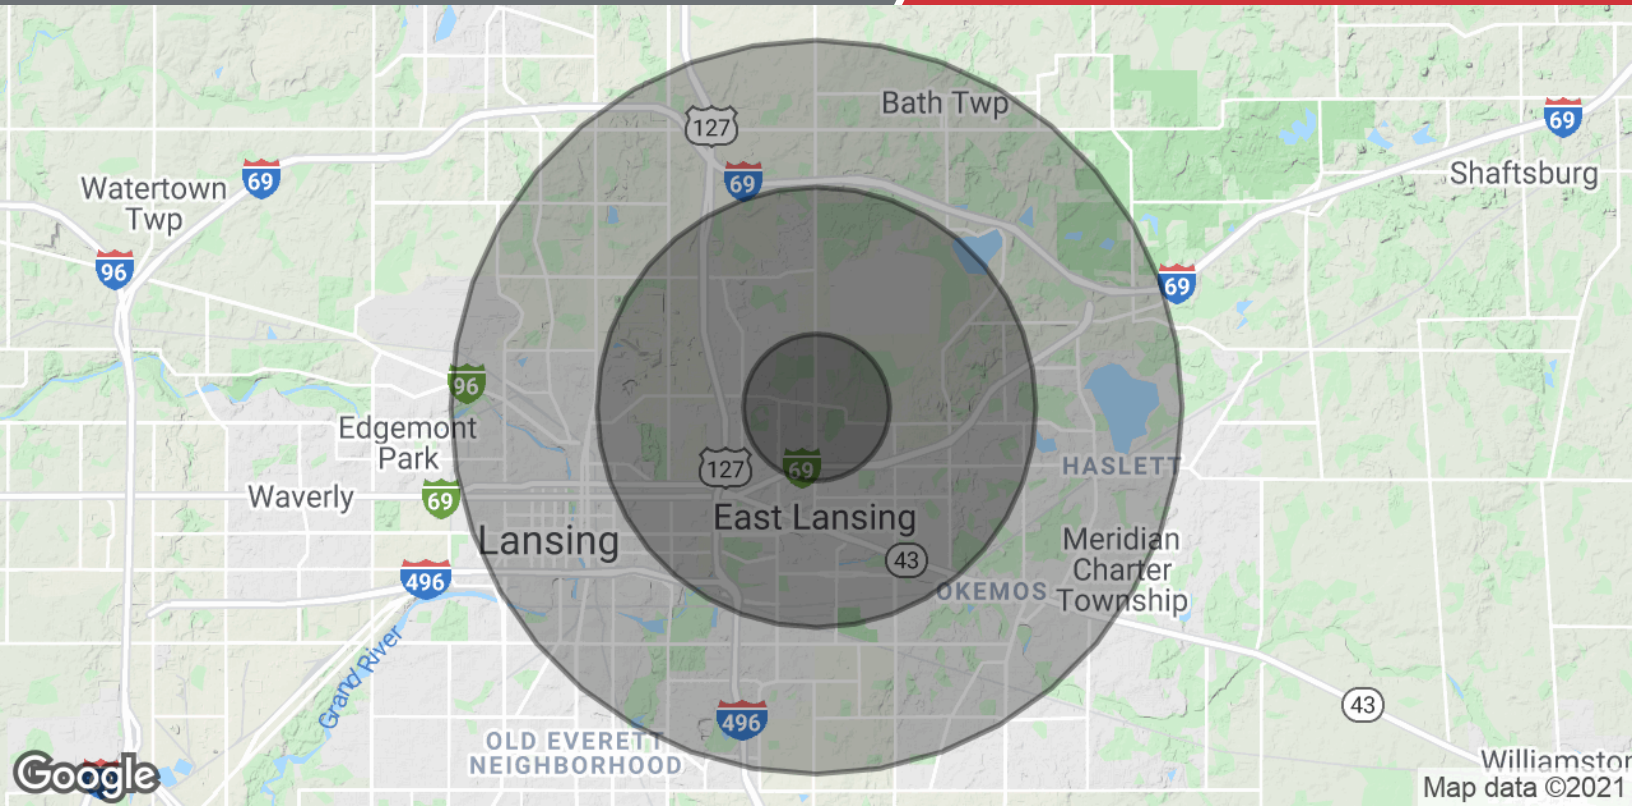 Bath Twp
127
69
69
Shaftsburg
Watertown
Twp
69
96
69
96
Edgemont
Park
HASLETT
127
69
Waverly
69
East Lansing
Lansing
Meridian
Charter
Township
43
496
OKEMOS
Grand River
43
496
OLD EVERETT
NEIGHBORHOOD
Williamston
Google
Map data ©2021